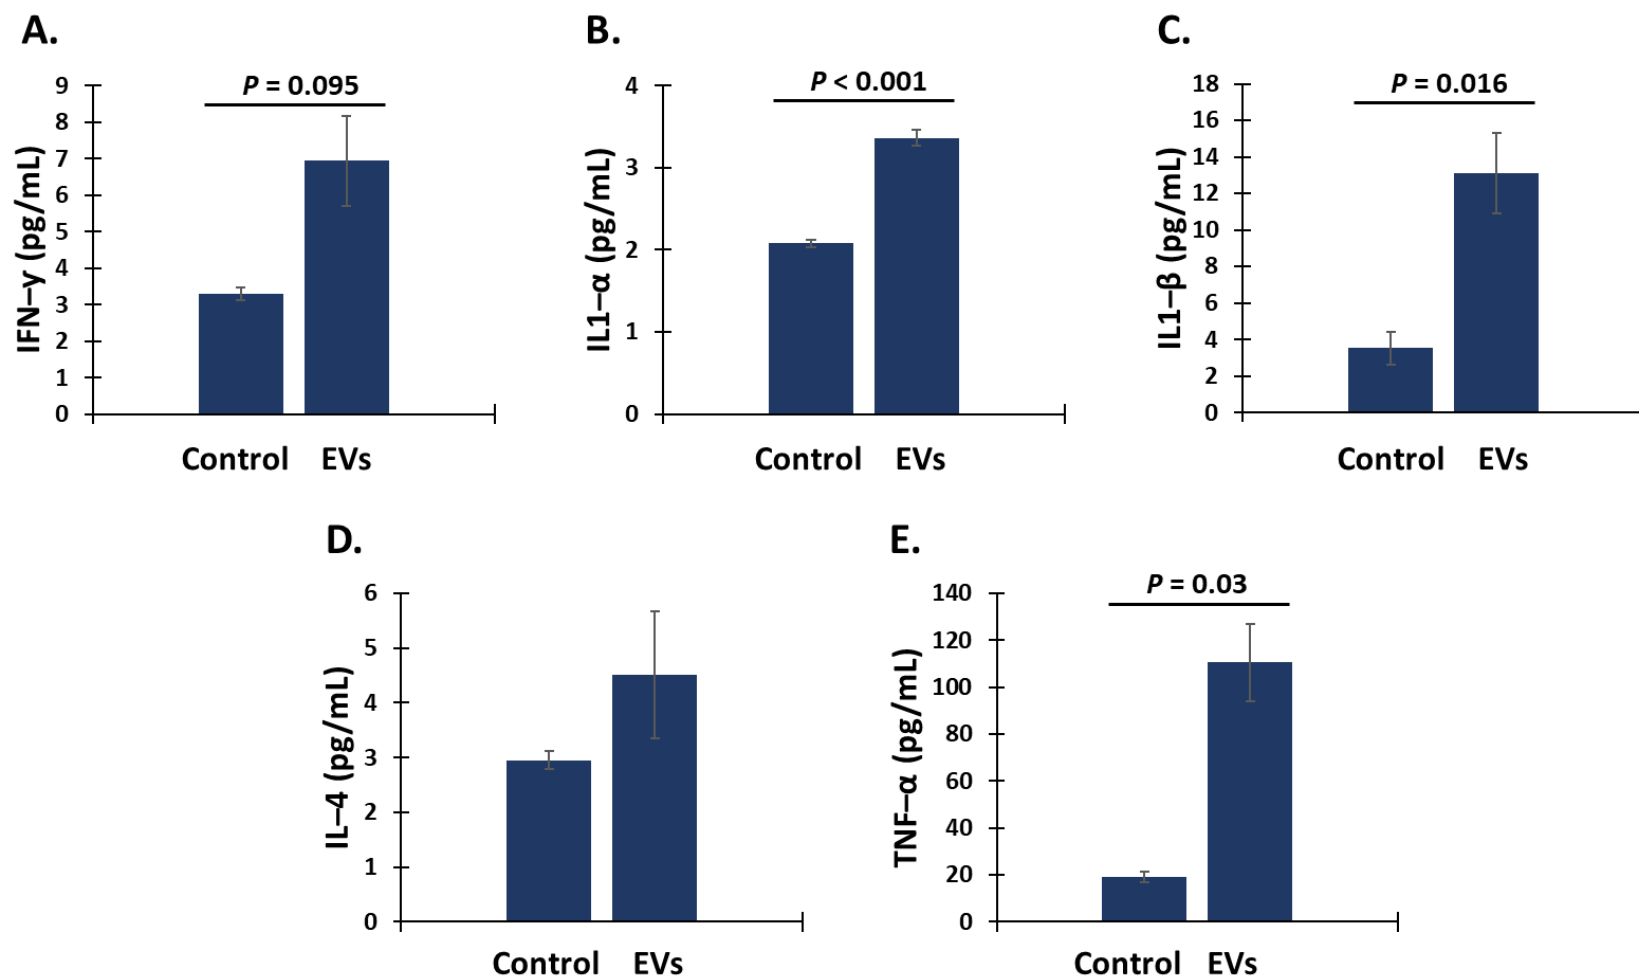 A.
B.
C.
P = 0.095
P < 0.001
P = 0.016
IFN–γ (pg/mL)
9
8
7
6
5
4
3
2
1
0
Control EVs
IL1–α (pg/mL)
4
3
2
1
0
Control EVs
IL1–β (pg/mL)
18
16
14
12
10
8
6
4
2
0
Control EVs
D.
E.
P = 0.03
IL–4 (pg/mL)
6
5
4
3
2
1
0
Control EVs
TNF–α (pg/mL)
140
120
100
80
60
40
20
0
Control EVs